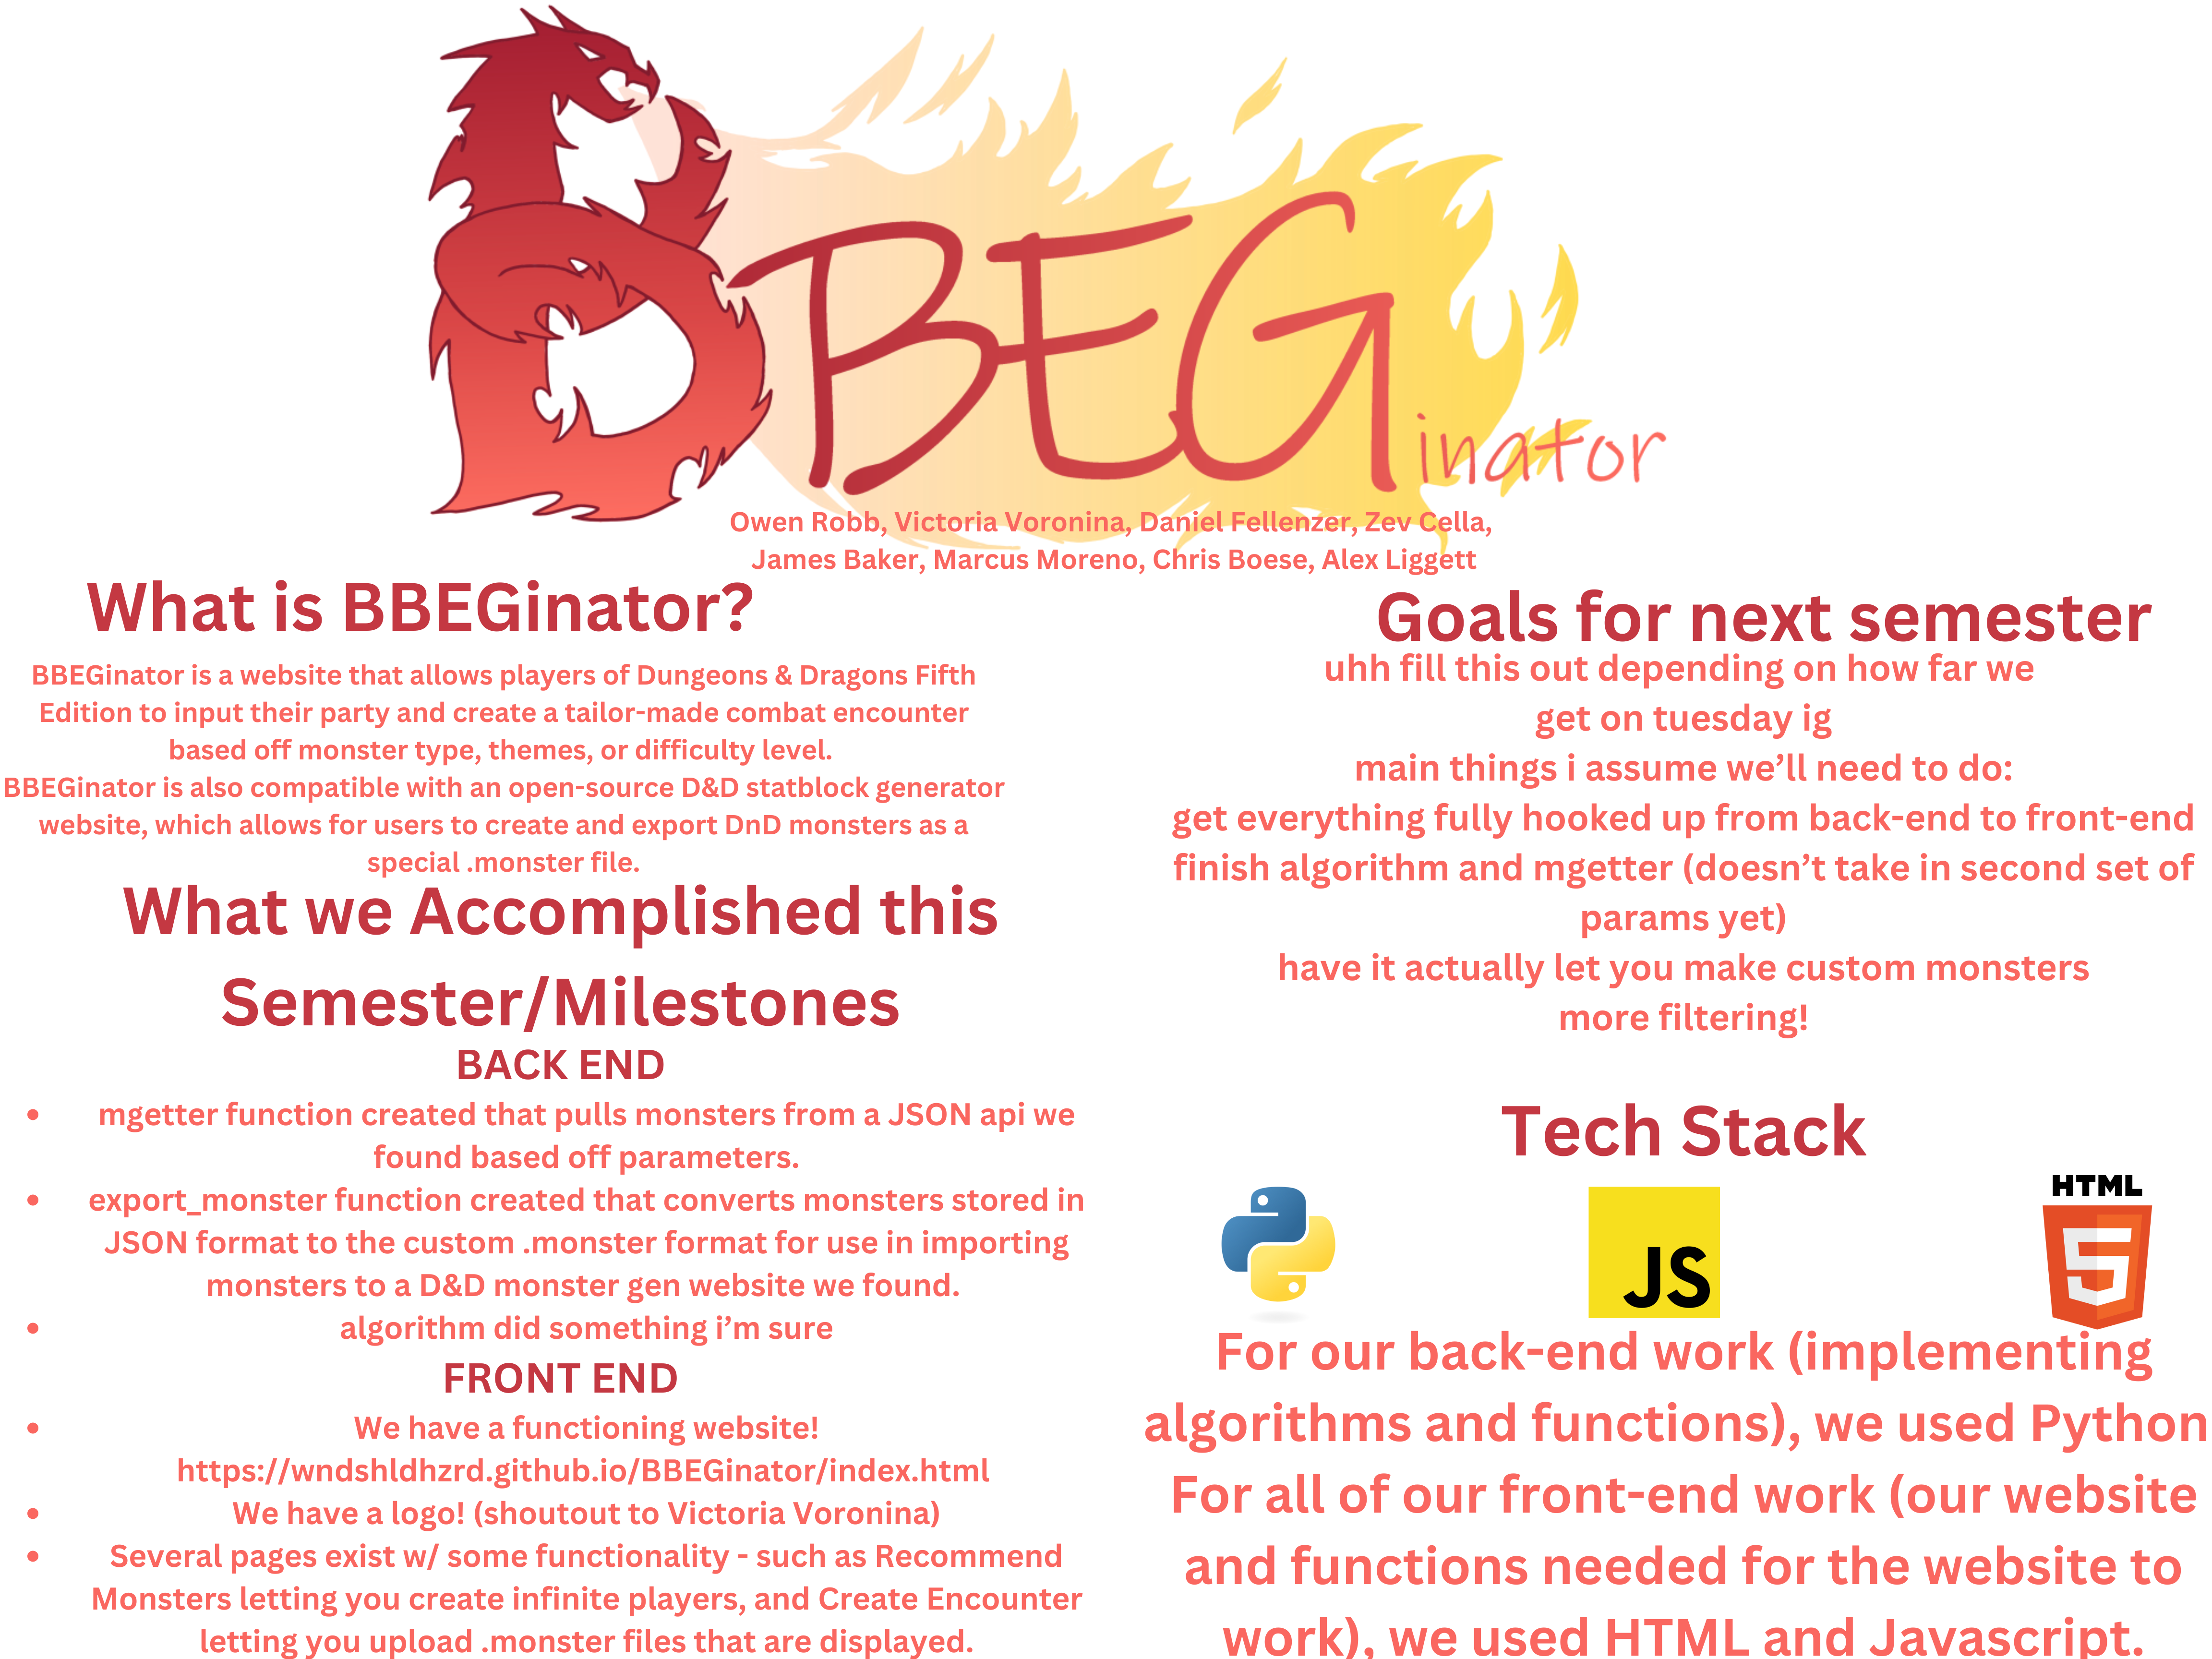 BBEGinator
Owen Robb, Victoria Voronina, Daniel Fellenzer, Zev Cella,
James Baker, Marcus Moreno, Chris Boese, Alex Liggett
What is BBEGinator?
BBEGinator is a website that allows players of Dungeons & Dragons Fifth
Edition to input their party and create a tailor-made combat encounter
based off monster type, themes, or difficulty level.
BBEGinator is also compatible with an open-source D&D statblock generator
website, which allows for users to create and export DnD monsters as a
special .monster file.
What we Accomplished this
Semester/Milestones
BACK END
• mgetter function created that pulls monsters from a JSON api we
found based off parameters.
• export_monster function created that converts monsters stored in
JSON format to the custom .monster format for use in importing
monsters to a D&D monster gen website we found.
• algorithm did something i’m sure
FRONT END
• We have a functioning website!
https://wndshldhzrd.github.io/BBEGinator/index.html
• We have a logo! (shoutout to Victoria Voronina)
• Several pages exist w/ some functionality - such as Recommend
Monsters letting you create infinite players, and Create Encounter
letting you upload .monster files that are displayed.
Goals for next semester
uhh fill this out depending on how far we
get on tuesday ig
main things i assume we’ll need to do:
get everything fully hooked up from back-end to front-end
finish algorithm and mgetter (doesn’t take in second set of
params yet)
have it actually let you make custom monsters
more filtering!
Tech Stack
JS
HTML
5
For our back-end work (implementing
algorithms and functions), we used Python
For all of our front-end work (our website
and functions needed for the website to
work), we used HTML and Javascript.